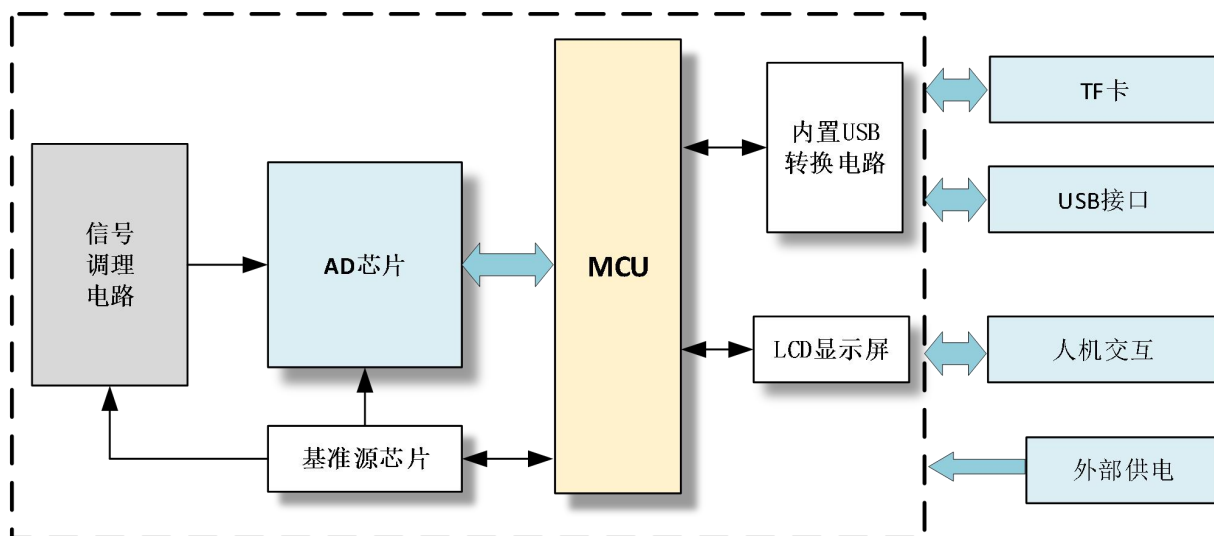 信号
调理
电路
AD芯片
基准源芯片
MCU
内置USB
转换电路
LCD显示屏
TF卡
USB接口
人机交互
外部供电